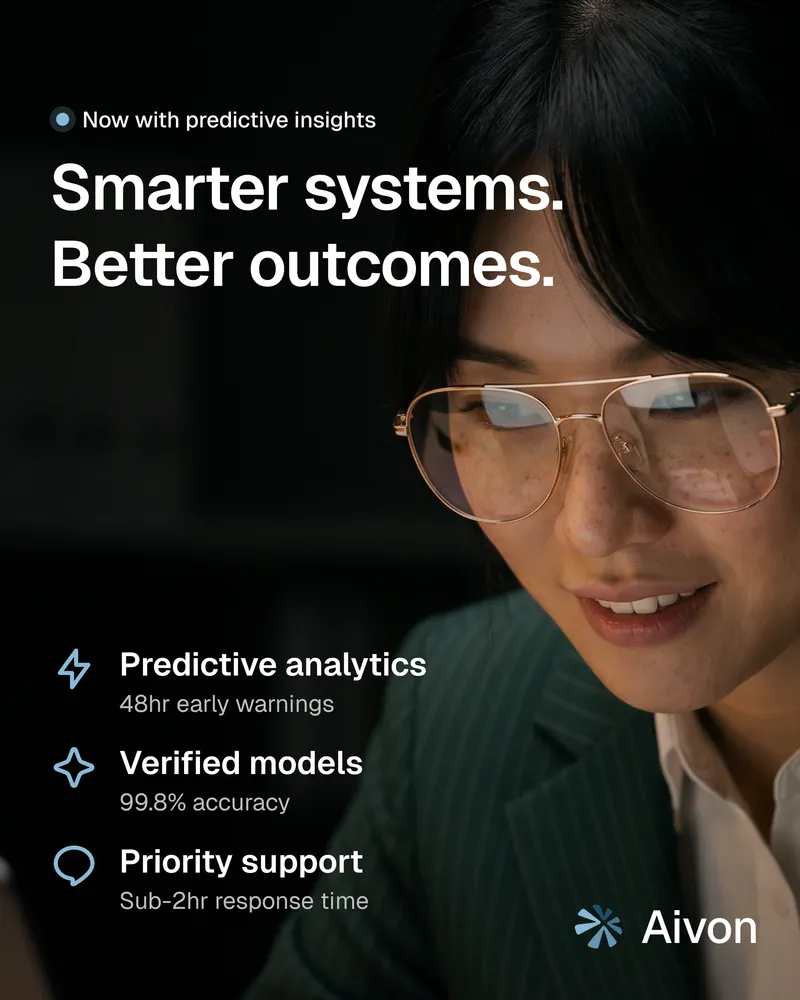 Now with predictive insights
Smarter systems.
Better outcomes.
Predictive analytics
48hr early warnings
Verified models
99.8% accuracy
Priority support
Sub-2hr response time
Aivon